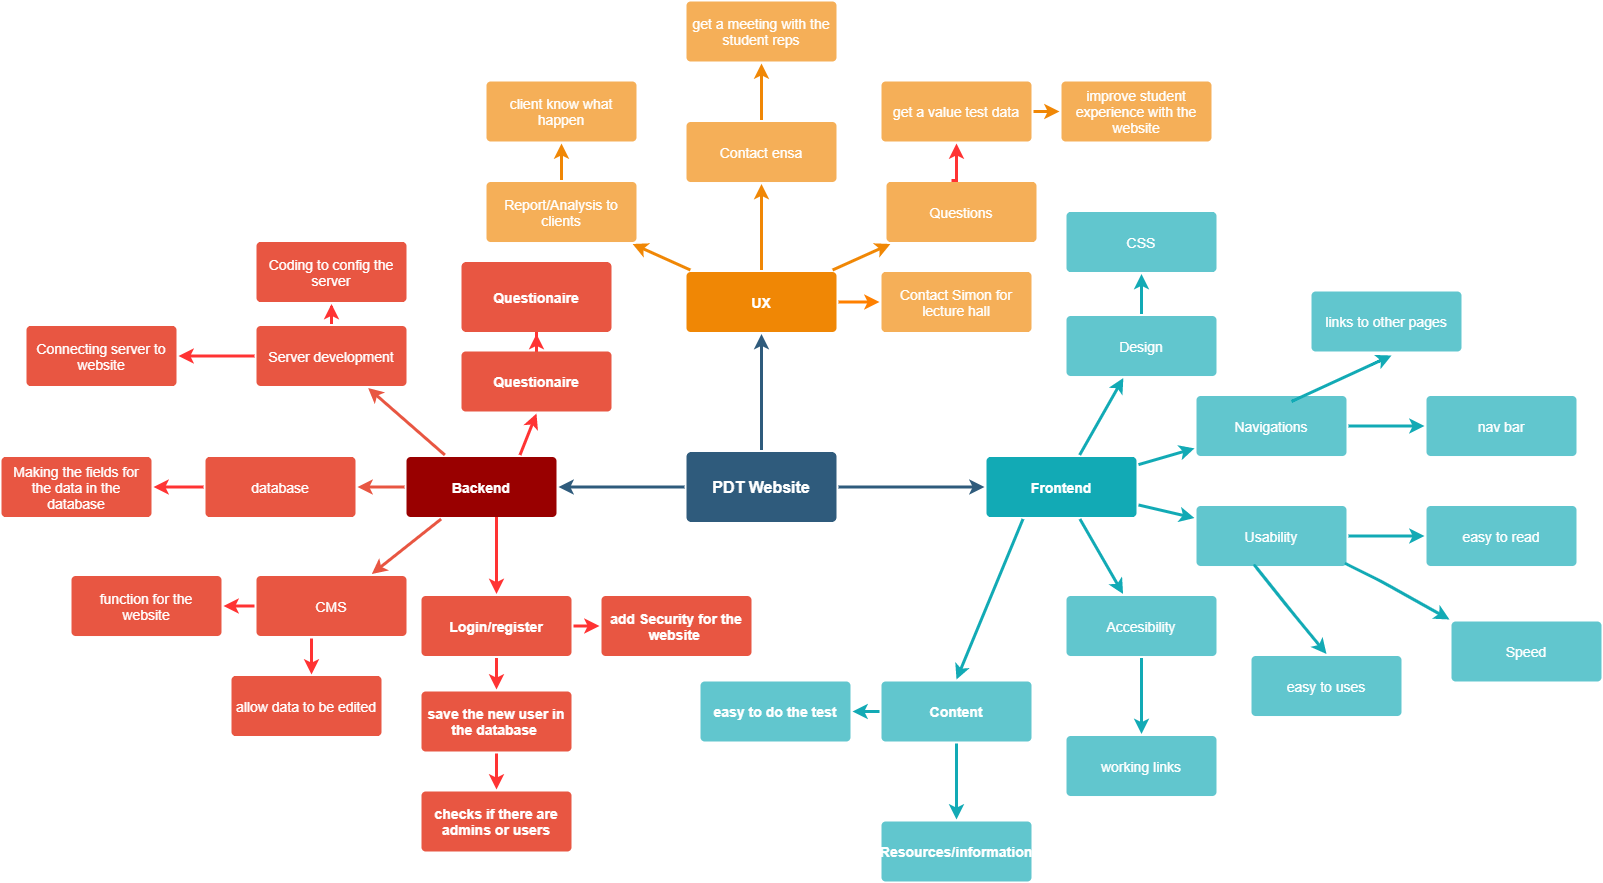 get a meeting with the
student reps
client know what
happen
get a value test data
improve student
experience with the
website
Contact ensa
Report/Analysis to
clients
Questions
CSS
Coding to config the
server
Questionaire
UX
Contact Simon for
lecture hall
links to other pages
Connecting server to
website
Server development
Questionaire
Design
Navigations
nav bar
Making the fields for
the data in the
database
database
Backend
PDT Website
Frontend
Usability
easy to read
function for the
website
CMS
Login/register
add Security for the
website
Accesibility
Speed
easy to uses
allow data to be edited
save the new user in
the database
easy to do the test
Content
working links
checks if there are
admins or users
Resources/information